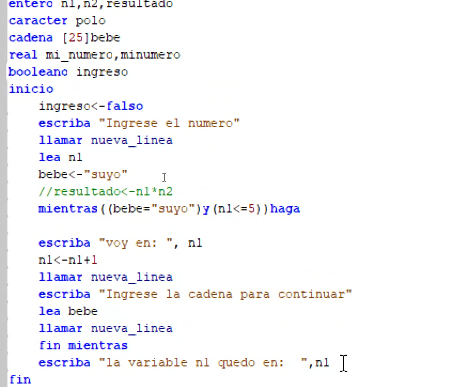 entero n1,n2,resultado
caracter polo
cadena [25]bebe
real mi_numero,minumero
booleano ingreso
inicio
ingreso<-falso
escriba "Ingrese el numero"
llamar nueva_linea
lea n1
bebe<-"suyo"
//resultado<-n1*n2
mientras((bebe="suyo")y(n1<=5))haga
escriba "voy en: ", n1
n1<-n1+1
llamar nueva_linea
escriba "Ingrese la cadena para continuar"
lea bebe
llamar nueva_linea
fin mientras
escriba "la variable n1 quedo en:  ",n1
fin